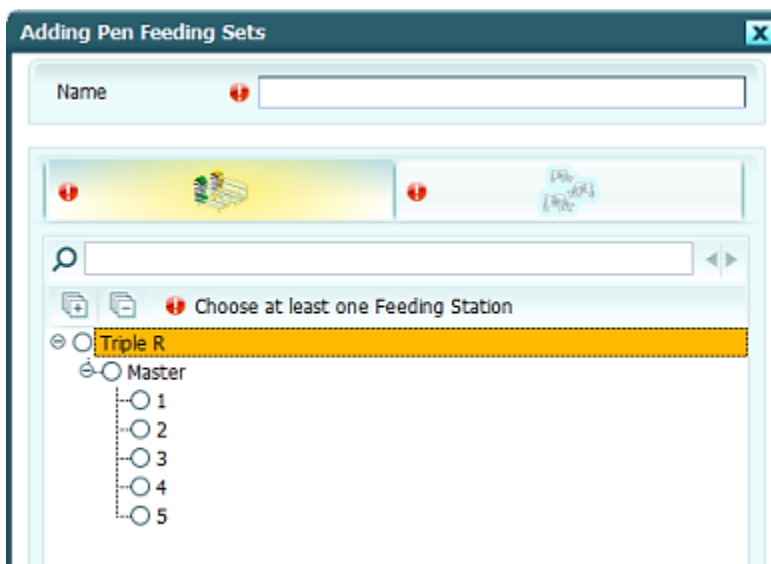 Adding Pen Feeding Sets
Name
Choose at least one Feeding Station
Triple R
Master
1
2
3
4
5